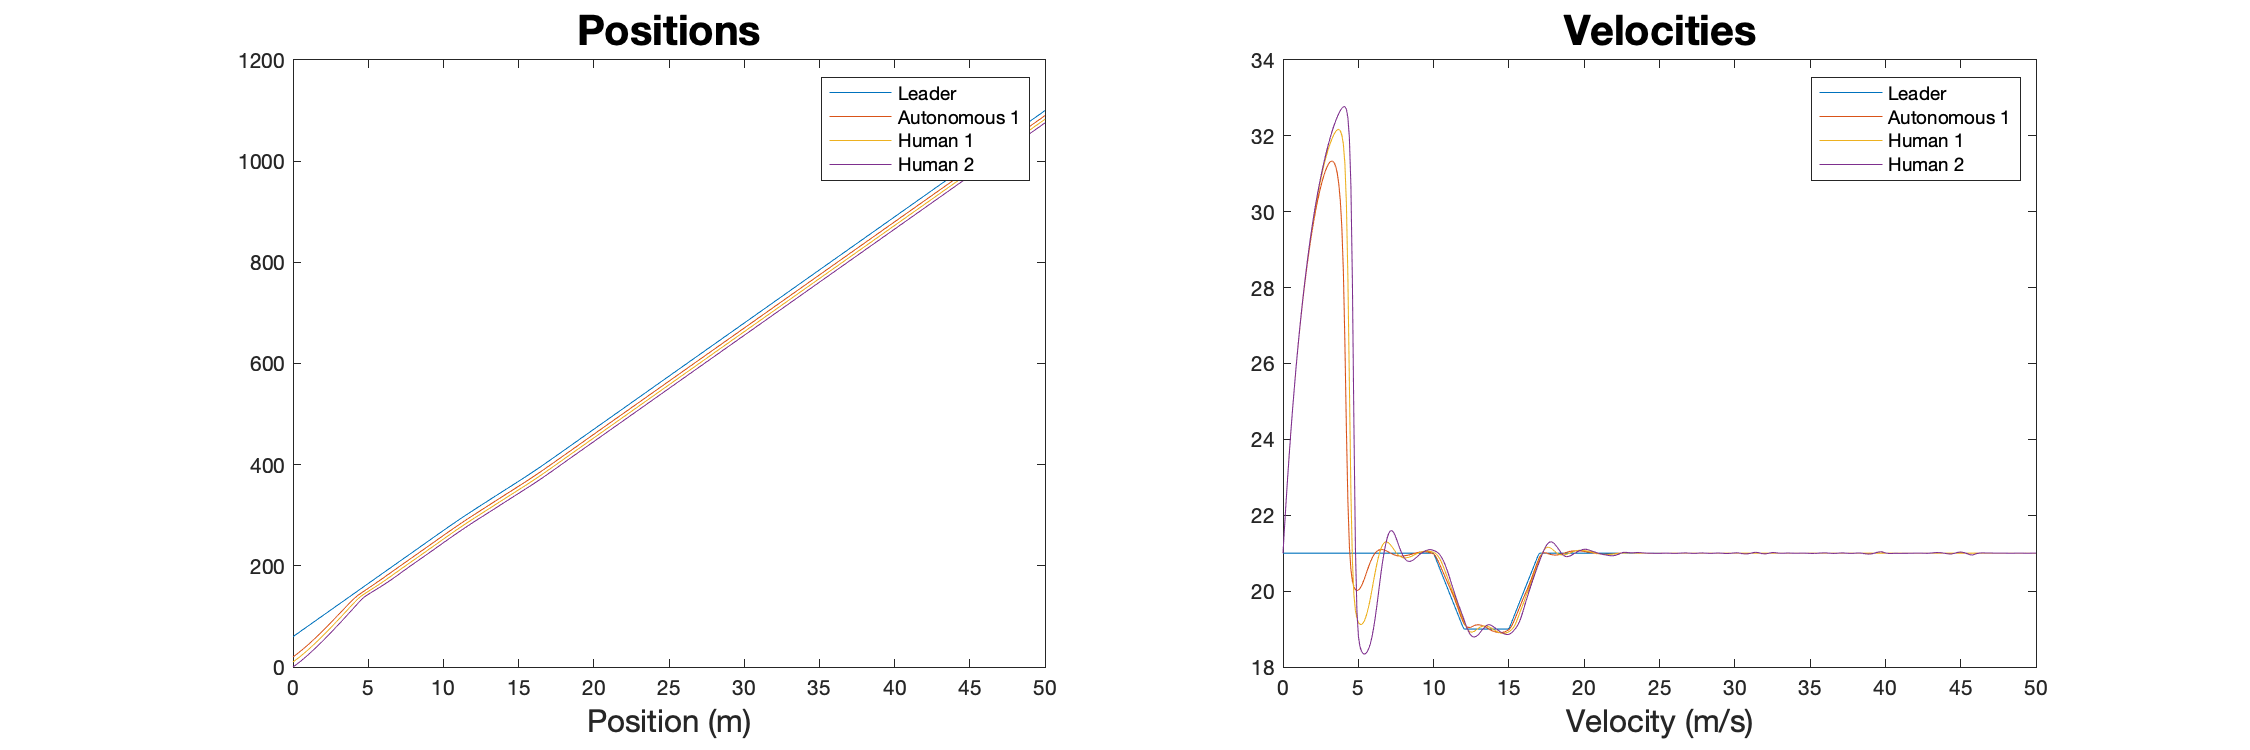 Positions
1200
1000
800
600
400
200
0
0 5 10 15 20 25 30 35 40 45 50
Position (m)
Leader
Autonomous 1
Human 1
Human 2
Velocities
34
32
30
28
26
24
22
20
18
0 5 10 15 20 25 30 35 40 45 50
Velocity (m/s)
Leader
Autonomous 1
Human 1
Human 2